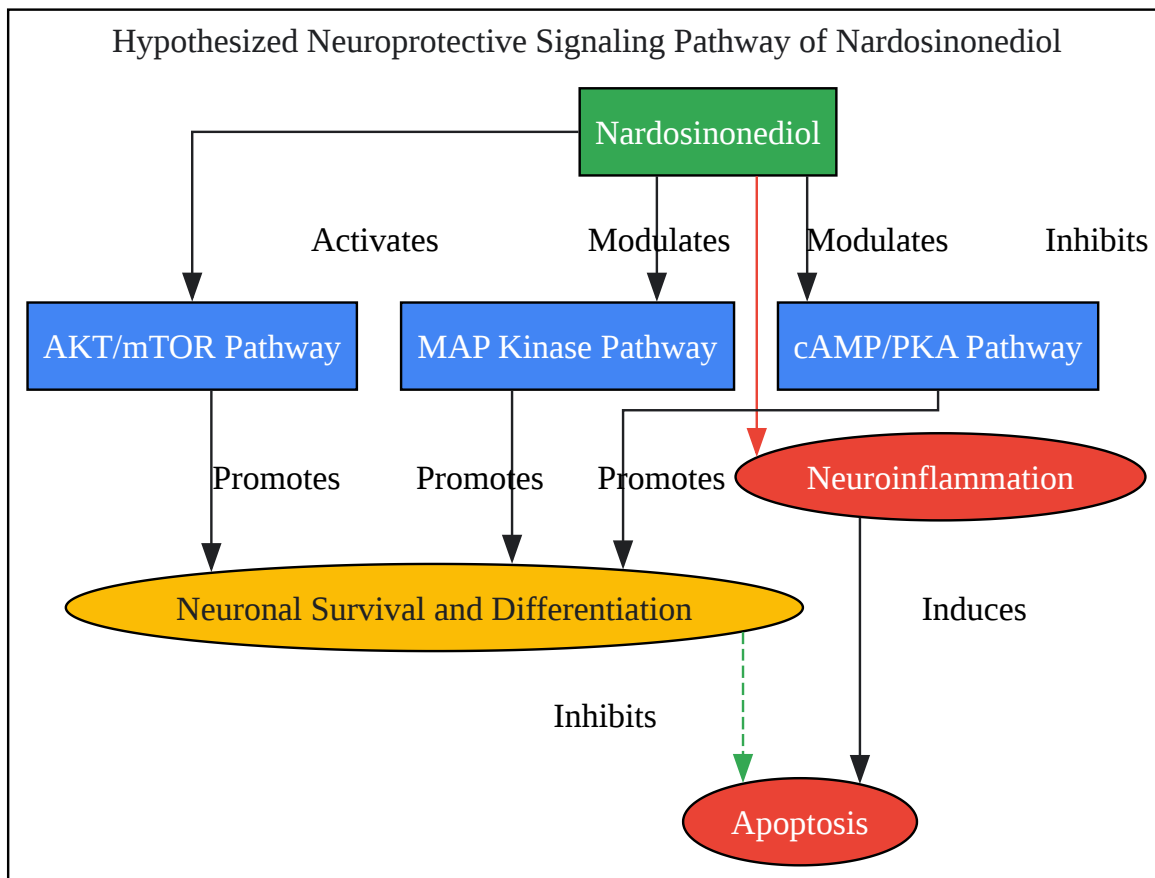 Hypothesized Neuroprotective Signaling Pathway of Nardosinonediol
Nardosinonediol
Activates
Modulates
Modulates
Inhibits
AKT/mTOR Pathway
MAP Kinase Pathway
cAMP/PKA Pathway
Promotes
Promotes
Promotes
Neuroinflammation
Neuronal Survival and Differentiation
Induces
Inhibits
Apoptosis